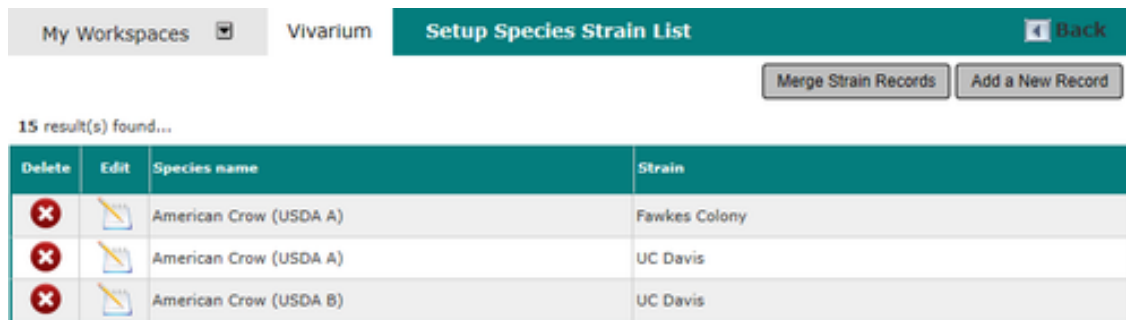 My Workspaces Vivarium Setup Species Strain List Back
Merge Strain Records Add a New Record
15 result(s) found...
Delete Edit Species name Strain
American Crow (USDA A) Fawkes Colony
American Crow (USDA A) UC Davis
American Crow (USDA B) UC Davis